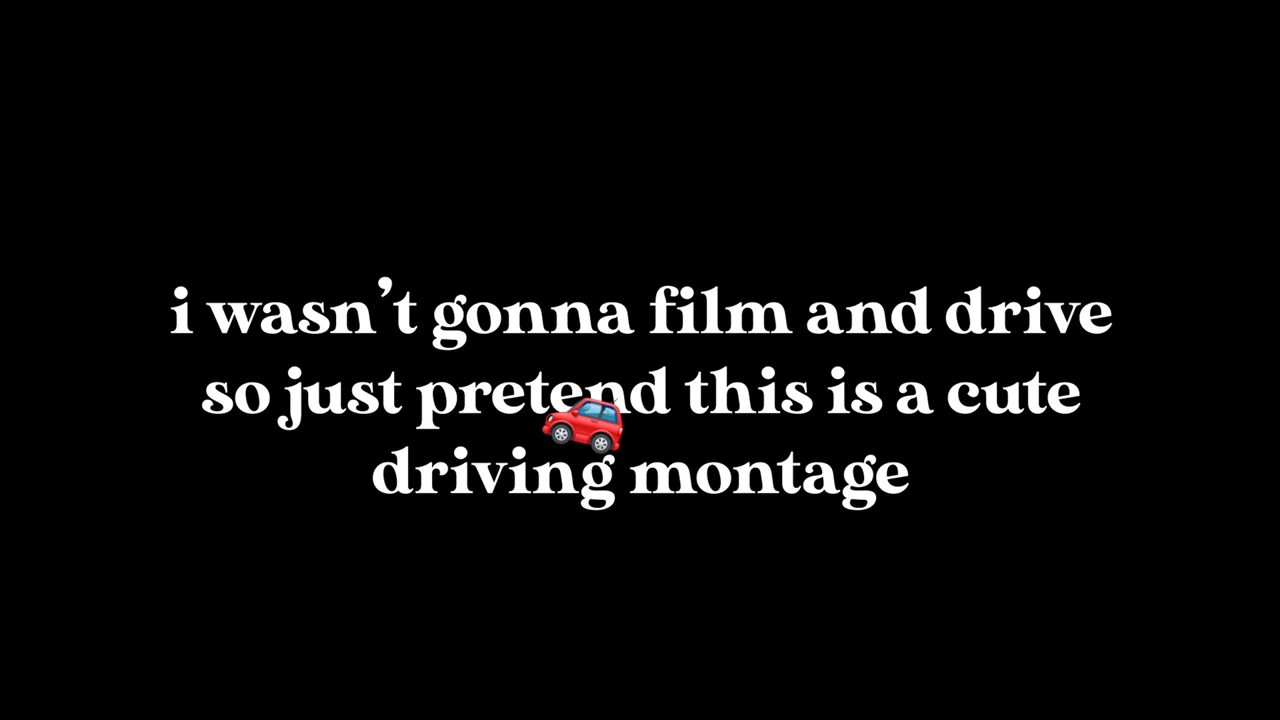 i wasn’t gonna film and drive
so just pretend this is a cute
driving montage